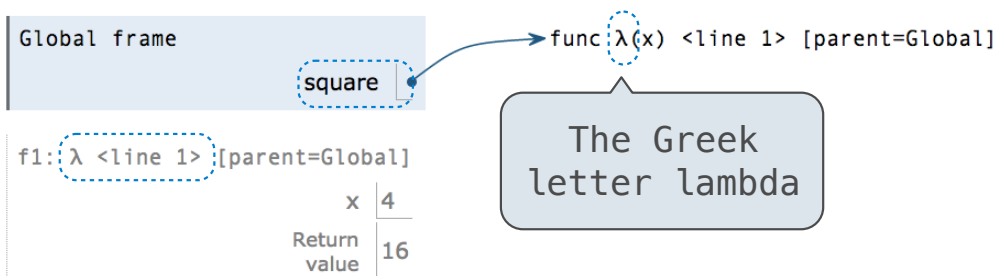 Global frame
func λ(x) <line 1> [parent=Global]
square
The Greek
letter lambda
f1: λ <line 1> [parent=Global]
x 4
Return
value 16